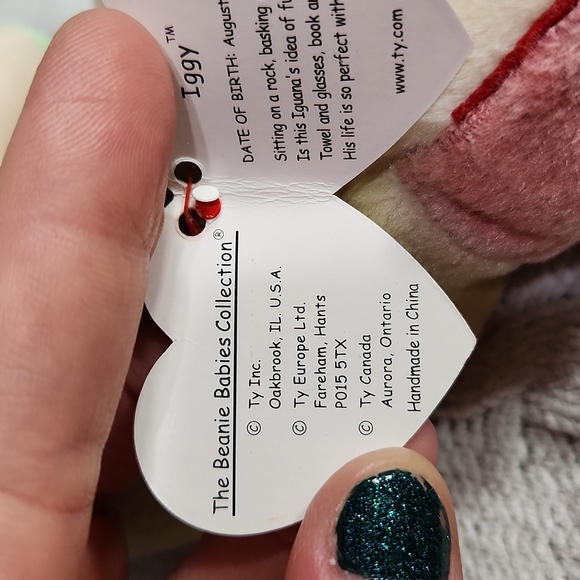 The Beanie Babies Collection®
© Ty Inc.
Oakbrook, IL. U.S.A.
© Ty Europe Ltd.
Fareham, Hants
P015 5TX
© Ty Canada
Aurora, Ontario
Handmade in China
Iggy™
DATE OF BIRTH: August
Sitting on a rock, basking
Is this Iguana's idea of
Towel and glasses, book
His life is so perfect with
www.ty.com